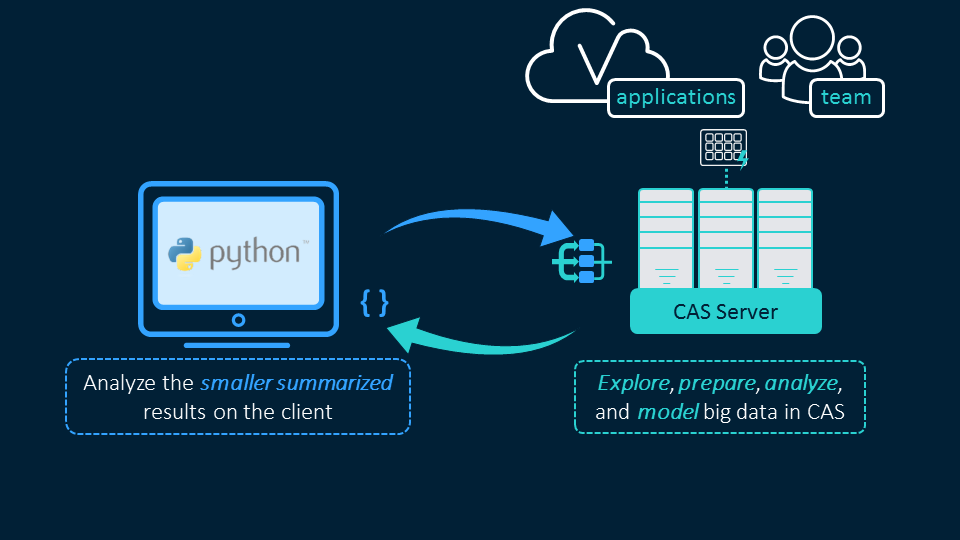 applications
team
python™
{ }
CAS Server
Analyze the smaller summarized
results on the client
Explore, prepare, analyze,
and model big data in CAS